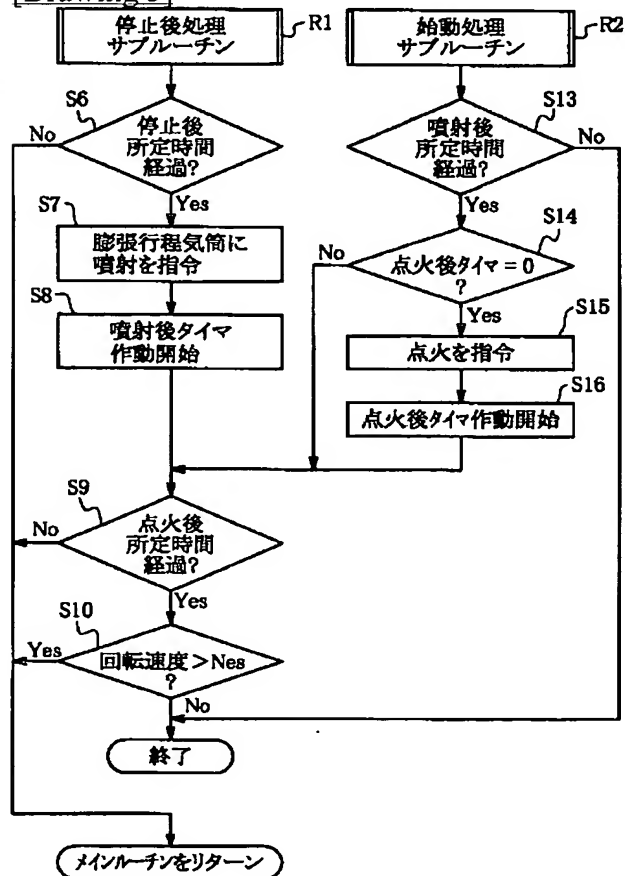 [Drawing 3]
停止後処理
サブルーチン
R1
S6
No
停止後
所定時間
経過?
Yes
S7
膨張行程気筒に
噴射を指令
S8
噴射後タイマ
作動開始
始動処理
サブルーチン
R2
S13
噴射後
所定時間
経過?
No
Yes
S14
No
点火後タイマ = 0
?
Yes
S15
点火を指令
S16
点火後タイマ作動開始
S9
No
点火後
所定時間
経過?
Yes
S10
Yes
回転速度 > Nes
?
No
終了
メインルーチンをリターン